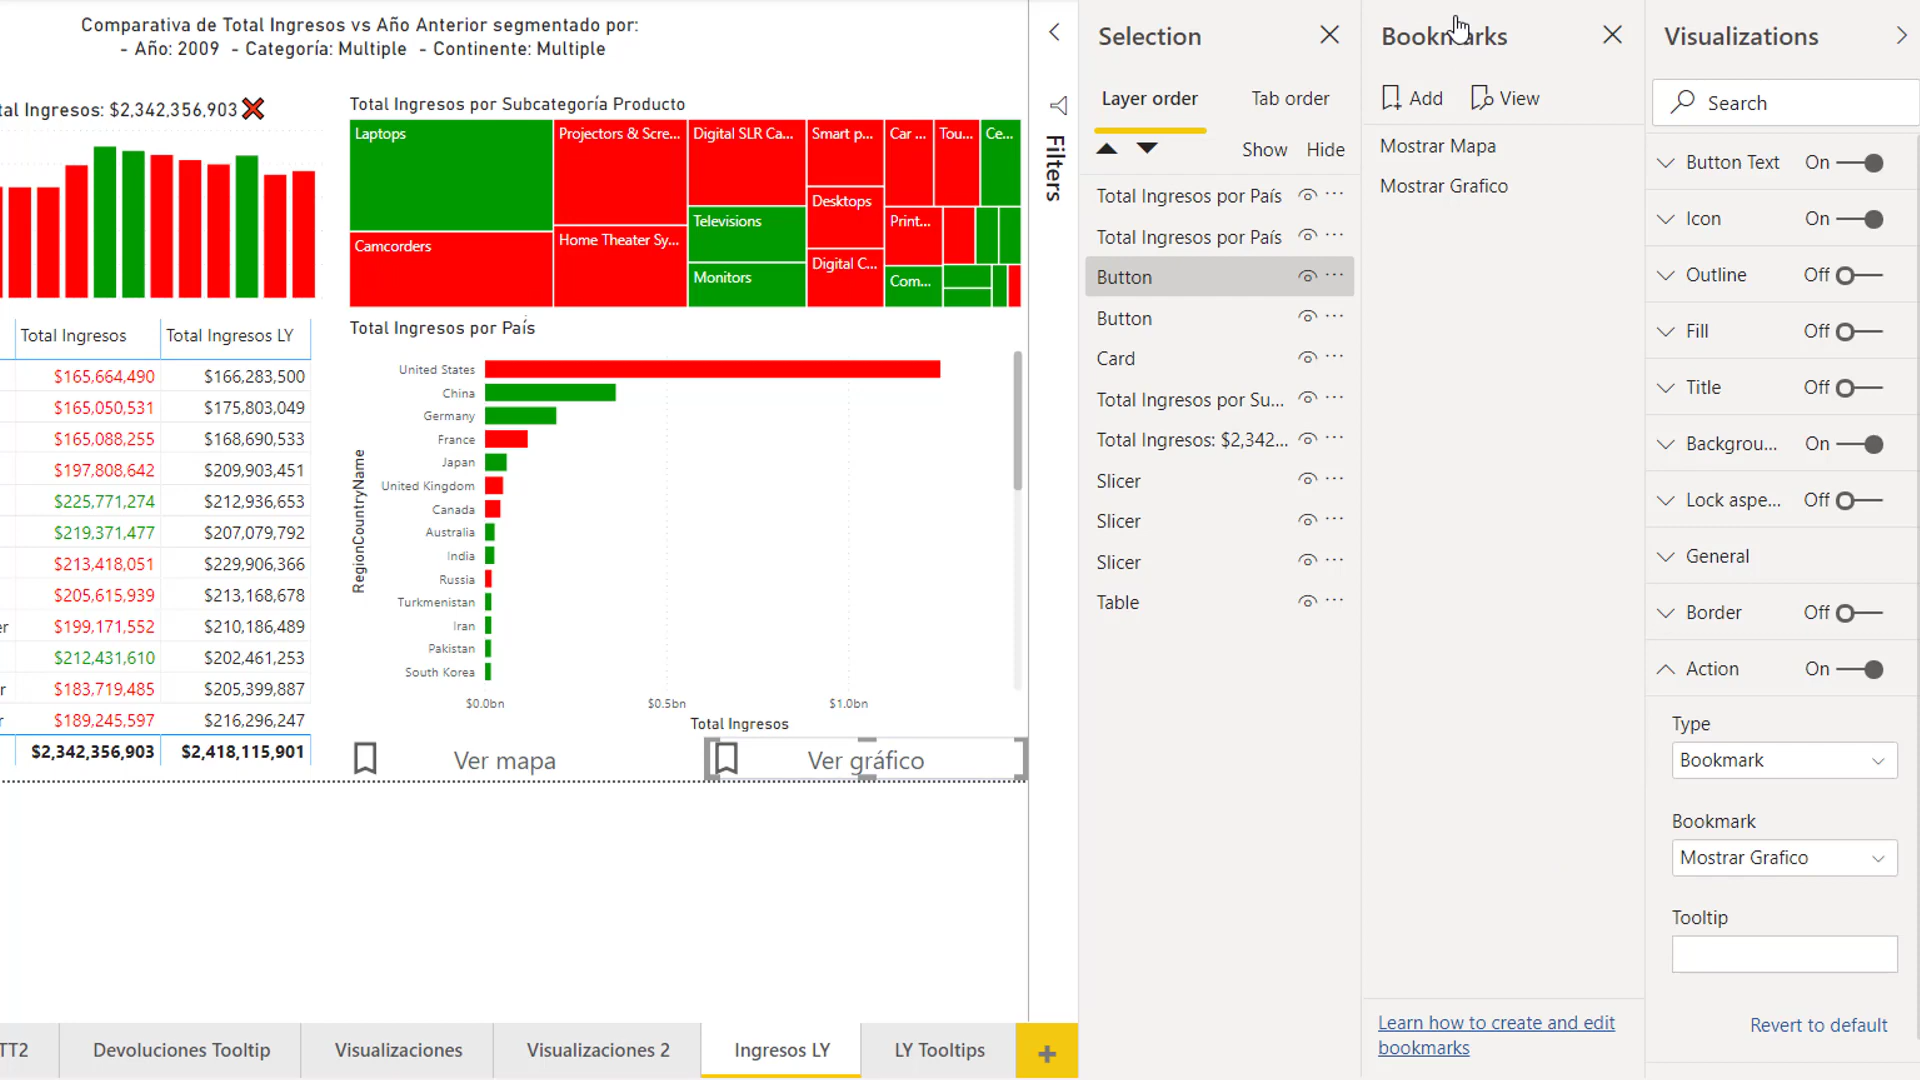 Comparativa de Total Ingresos vs Año Anterior segmentado por:
- Año: 2009 - Categoría: Multiple - Continente: Multiple
tal Ingresos: $2,342,356,903
Total Ingresos Total Ingresos LY
$165,664,490 $166,283,500
$165,050,531 $175,803,049
$165,088,255 $168,690,533
$197,808,642 $209,903,451
$225,771,274 $212,936,653
$219,371,477 $207,079,792
$213,418,051 $229,906,366
$205,615,939 $213,168,678
er $199,171,552 $210,186,489
$212,431,610 $202,461,253
r $183,719,485 $205,399,887
r $189,245,597 $216,296,247
$2,342,356,903 $2,418,115,901
Total Ingresos por Subcategoría Producto
Laptops
Camcorders
Projectors & Scre...
Home Theater Sy...
Digital SLR Ca...
Televisions
Monitors
Smart p...
Desktops
Digital C...
Car ...
Tou...
Ce...
Print...
Com...
Total Ingresos por País
RegionCountryName
United States
China
Germany
France
Japan
United Kingdom
Canada
Australia
India
Russia
Turkmenistan
Iran
Pakistan
South Korea
$0.0bn $0.5bn $1.0bn
Total Ingresos
Ver mapa
Ver gráfico
Filters
Selection
Layer order Tab order
Show Hide
Total Ingresos por País
Total Ingresos por País
Button
Button
Card
Total Ingresos por Su...
Total Ingresos: $2,342...
Slicer
Slicer
Slicer
Table
Bookmarks
Add View
Mostrar Mapa
Mostrar Grafico
Learn how to create and edit
bookmarks
Visualizations
Search
Button Text On
Icon On
Outline Off
Fill Off
Title Off
Backgrou... On
Lock aspe... Off
General
Border Off
Action On
Type
Bookmark
Bookmark
Mostrar Grafico
Tooltip
Revert to default
TT2
Devoluciones Tooltip
Visualizaciones
Visualizaciones 2
Ingresos LY
LY Tooltips
+